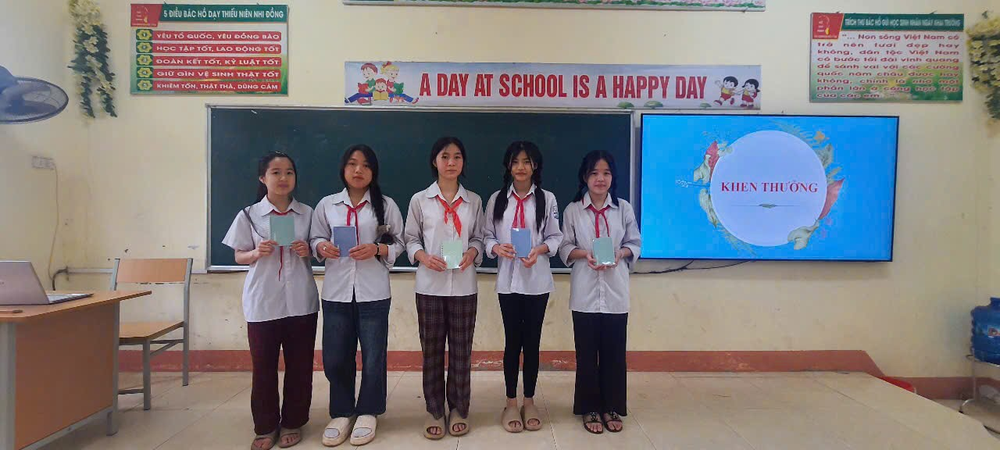 5 ĐIỀU BÁC HỒ DẠY THIẾU NIÊN NHI ĐỒNG
1 YÊU TỔ QUỐC, YÊU ĐỒNG BÀO
2 HỌC TẬP TỐT, LAO ĐỘNG TỐT
3 ĐOÀN KẾT TỐT, KỶ LUẬT TỐT
4 GIỮ GÌN VỆ SINH THẬT TỐT
5 KHIÊM TỐN, THẬT THÀ, DŨNG CẢM
A DAY AT SCHOOL IS A HAPPY DAY
TRÍCH THƯ BÁC HỒ GỬI HỌC SINH NHÂN NGÀY KHAI TRƯỜNG
"... Non sông Việt Nam có
trở nên tươi đẹp hay
không, dân tộc Việt Nam
có bước tới đài vinh quang
để sánh vai với các cường
quốc năm châu được hay
không, chính là nhờ một
phần lớn ở công học tập
của các em
KHEN THƯỞNG